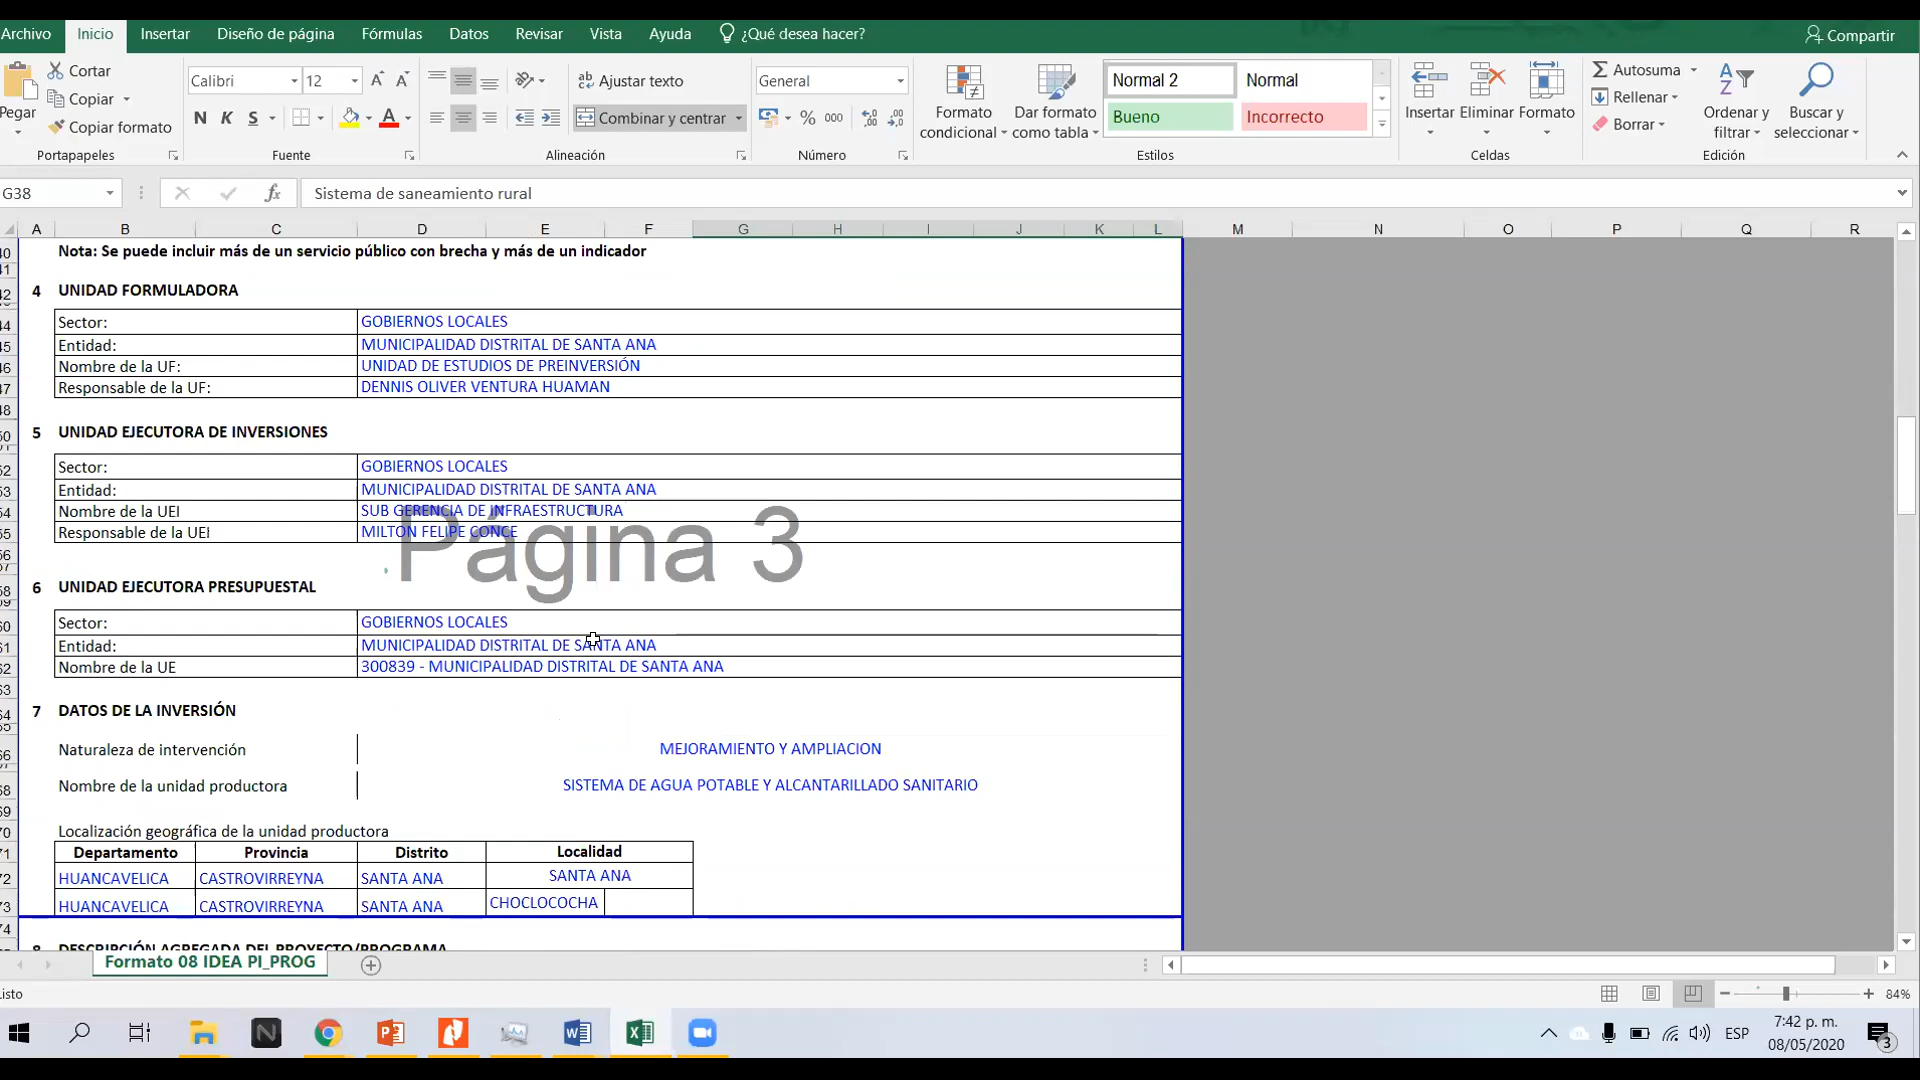 Archivo Inicio Insertar Diseño de página Fórmulas Datos Revisar Vista Ayuda ¿Qué desea hacer? Compartir
Pegar Cortar Copiar Copiar formato
Calibri 12 N K S
Ajustar texto Combinar y centrar
General % 000
Formato condicional Dar formato como tabla
Normal 2 Normal Bueno Incorrecto
Insertar Eliminar Formato
Autosuma Rellenar Borrar
Ordenar y filtrar Buscar y seleccionar
Portapapeles Fuente Alineación Número Estilos Celdas Edición
G38 fx Sistema de saneamiento rural
A B C D E F G H I J K L M N O P Q R
Nota: Se puede incluir más de un servicio público con brecha y más de un indicador
4 UNIDAD FORMULADORA
Sector: GOBIERNOS LOCALES
Entidad: MUNICIPALIDAD DISTRITAL DE SANTA ANA
Nombre de la UF: UNIDAD DE ESTUDIOS DE PREINVERSIÓN
Responsable de la UF: DENNIS OLIVER VENTURA HUAMAN
5 UNIDAD EJECUTORA DE INVERSIONES
Sector: GOBIERNOS LOCALES
Entidad: MUNICIPALIDAD DISTRITAL DE SANTA ANA
Nombre de la UEI SUB GERENCIA DE INFRAESTRUCTURA
Responsable de la UEI MILTON FELIPE CONCE
Página 3
6 UNIDAD EJECUTORA PRESUPUESTAL
Sector: GOBIERNOS LOCALES
Entidad: MUNICIPALIDAD DISTRITAL DE SANTA ANA
Nombre de la UE 300839 - MUNICIPALIDAD DISTRITAL DE SANTA ANA
7 DATOS DE LA INVERSIÓN
Naturaleza de intervención MEJORAMIENTO Y AMPLIACION
Nombre de la unidad productora SISTEMA DE AGUA POTABLE Y ALCANTARILLADO SANITARIO
Localización geográfica de la unidad productora
Departamento Provincia Distrito Localidad
HUANCAVELICA CASTROVIRREYNA SANTA ANA SANTA ANA
HUANCAVELICA CASTROVIRREYNA SANTA ANA CHOCLOCOCHA
8 DESCRIPCIÓN AGREGADA DEL PROYECTO/PROGRAMA
Formato 08 IDEA PI_PROG
84%
ESP 7:42 p. m.
08/05/2020 3